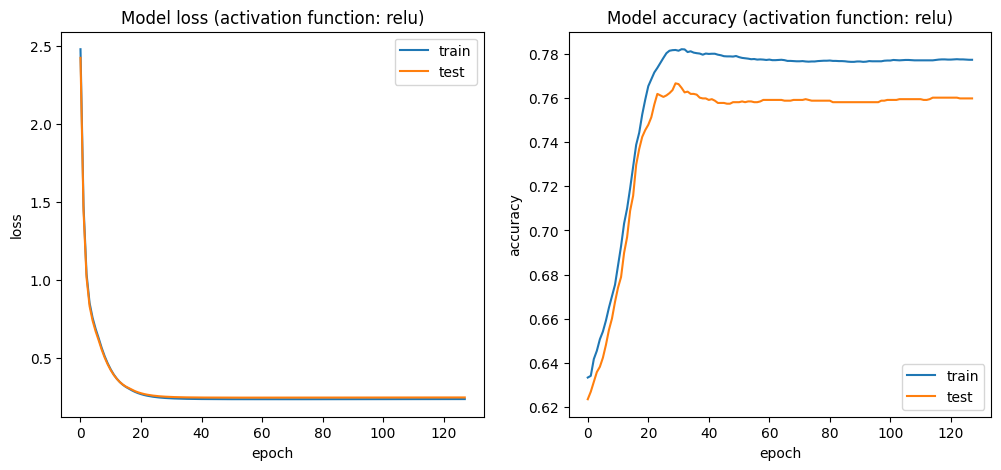 Model loss (activation function: relu)
2.5
2.0
1.5
1.0
0.5
loss
0
20
40
60
80
100
120
epoch
train
test
Model accuracy (activation function: relu)
0.78
0.76
0.74
0.72
0.70
0.68
0.66
0.64
0.62
accuracy
0
20
40
60
80
100
120
epoch
train
test